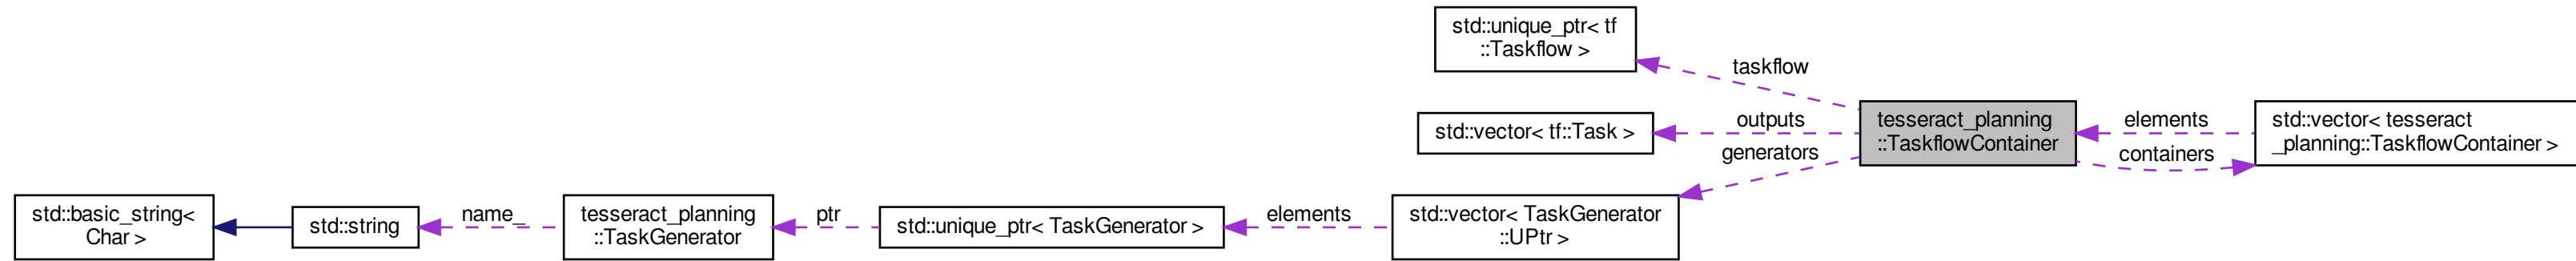 std::unique_ptr< tf
::Taskflow >
taskflow
std::vector< tf::Task >
outputs
tesseract_planning
::TaskflowContainer
elements
containers
std::vector< tesseract
_planning::TaskflowContainer >
generators
std::basic_string<
Char >
std::string
name_
tesseract_planning
::TaskGenerator
ptr
std::unique_ptr< TaskGenerator >
elements
std::vector< TaskGenerator
::UPtr >